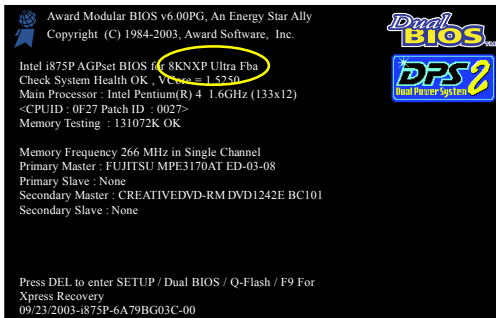 Award Modular BIOS v6.00PG, An Energy Star Ally
Copyright (C) 1984-2003, Award Software, Inc.
Dual BIOS TM
Intel i875P AGPset BIOS for 8KNXP Ultra Fba
Check System Health OK , VCore = 1.5250
Main Processor : Intel Pentium(R) 4 1.6GHz (133x12)
<CPUID : 0F27 Patch ID : 0027>
Memory Testing : 131072K OK
DPS 2
Dual Power System
Memory Frequency 266 MHz in Single Channel
Primary Master : FUJITSU MPE3170AT ED-03-08
Primary Slave : None
Secondary Master : CREATIVEDVD-RM DVD1242E BC101
Secondary Slave : None
Press DEL to enter SETUP / Dual BIOS / Q-Flash / F9 For
Xpress Recovery
09/23/2003-i875P-6A79BG03C-00